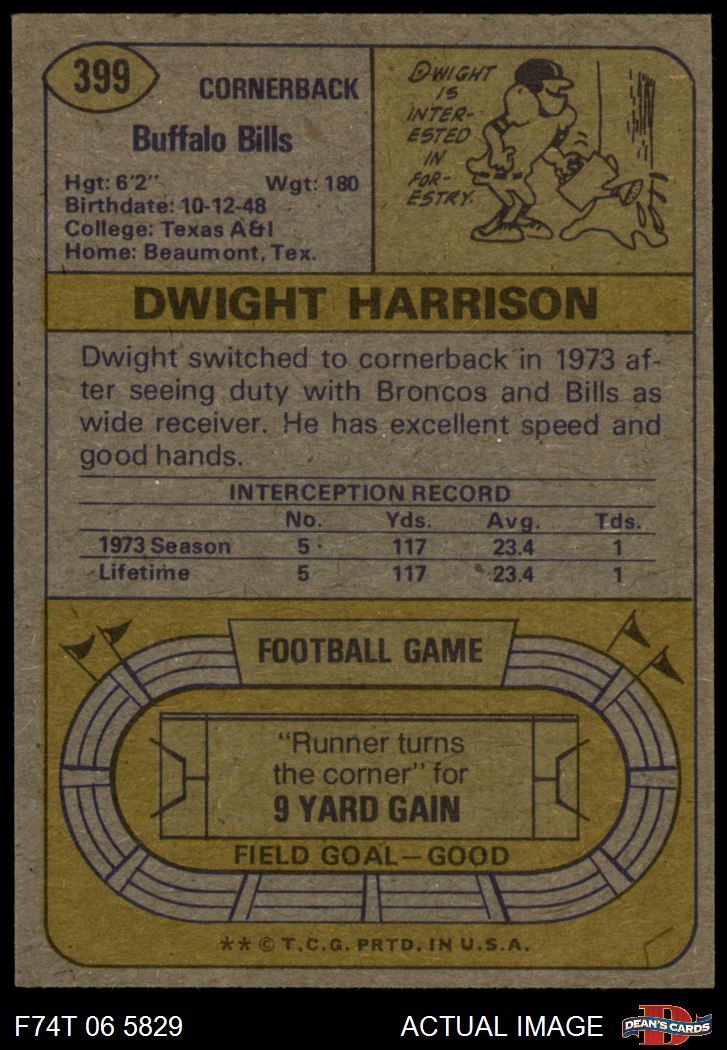 399
CORNERBACK
Buffalo Bills
Hgt: 6'2" Wgt: 180
Birthdate: 10-12-48
College: Texas A&I
Home: Beaumont, Tex.
DWIGHT
IS
INTER-
ESTED
IN
FOR-
ESTRY.
DWIGHT HARRISON
Dwight switched to cornerback in 1973 af-
ter seeing duty with Broncos and Bills as
wide receiver. He has excellent speed and
good hands.
INTERCEPTION RECORD
No. Yds. Avg. Tds.
1973 Season 5 117 23.4 1
Lifetime 5 117 23.4 1
FOOTBALL GAME
"Runner turns
the corner" for
9 YARD GAIN
FIELD GOAL—GOOD
** © T.C.G. PRTD. IN U.S.A.
F74T 06 5829 ACTUAL IMAGE
D
DEAN'S CARDS